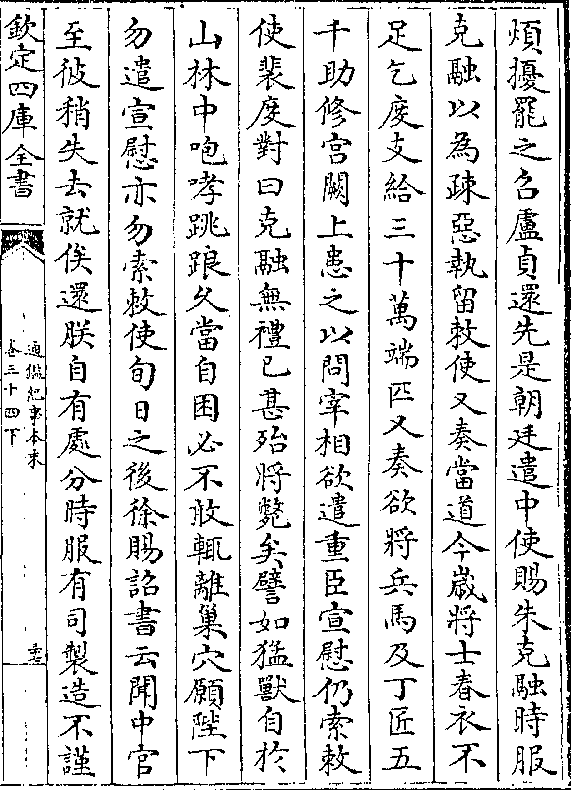 煩擾罷之名盧貞還先是朝廷遣中使賜朱克融時服
克融以為疎惡執留敕使又奏當道今歲將士春衣不
足乞度支給三十萬端匹又奏欲將兵馬及丁匠五
千助修宮闕上患之以問宰相欲遣重臣宣慰仍索敕
使裴度對曰克融無禮已甚殆將斃矣譬如猛獸自於
山林中咆哮跳踉久當自困必不敢輒離巢穴願陛下
勿遣宣慰亦勿索敕使旬日之後徐賜詔書云聞中官
至彼稍失去就俟還朕自有處分時服有司製造不謹
欽定四庫全書
通鑑紀事本末
卷三十四下